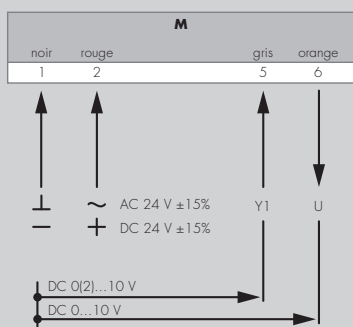 M
noir rouge gris orange
1 2 5 6
⊥ ~ AC 24 V ±15% Y1 U
− + DC 24 V ±15%
DC 0(2)...10 V
DC 0...10 V